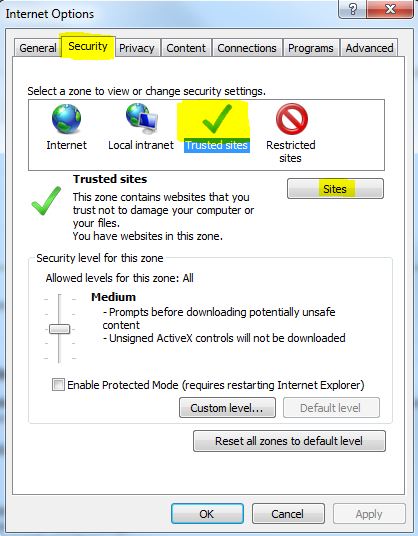 Internet Options
General Security Privacy Content Connections Programs Advanced
Select a zone to view or change security settings.
Internet Local intranet Trusted sites Restricted
sites
Trusted sites
Sites
This zone contains websites that you
trust not to damage your computer or
your files.
You have websites in this zone.
Security level for this zone
Allowed levels for this zone: All
Medium
- Prompts before downloading potentially unsafe
content
- Unsigned ActiveX controls will not be downloaded
Enable Protected Mode (requires restarting Internet Explorer)
Custom level... Default level
Reset all zones to default level
OK Cancel Apply